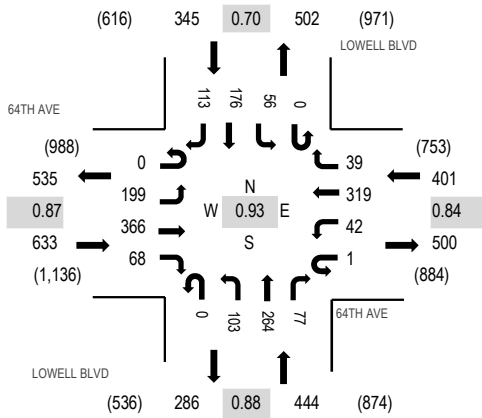 (616) 345 0.70 502 (971)
LOWELL BLVD
113 176 56 0
64TH AVE
(988) (753)
0 39
535 401
199 319
N
0.87 W 0.93 E 0.84
366 42
S
633 500
68 1
(1,136) (884)
0 103 264 77
64TH AVE
LOWELL BLVD
(536) 286 0.88 444 (874)